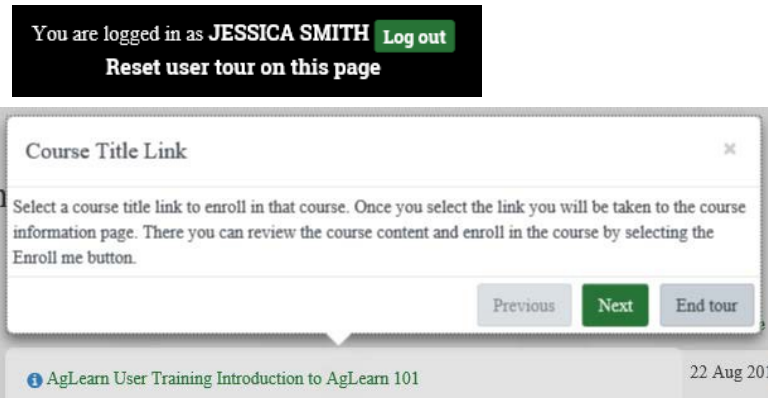 You are logged in as JESSICA SMITH Log out
Reset user tour on this page
Course Title Link ×
Select a course title link to enroll in that course. Once you select the link you will be taken to the course
information page. There you can review the course content and enroll in the course by selecting the
Enroll me button.
Previous Next End tour
AgLearn User Training Introduction to AgLearn 101 22 Aug 201